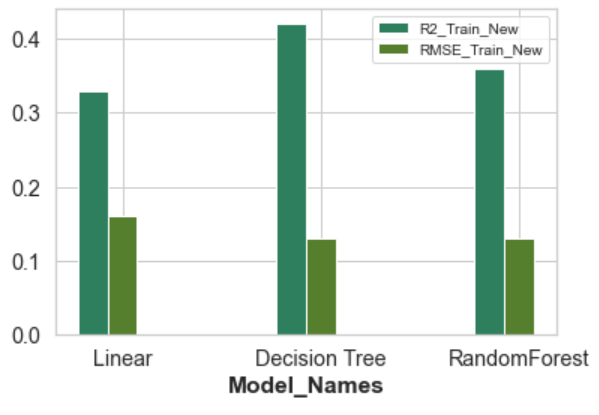 R2_Train_New
RMSE_Train_New
0.4
0.3
0.2
0.1
0.0
Linear Decision Tree RandomForest
Model_Names